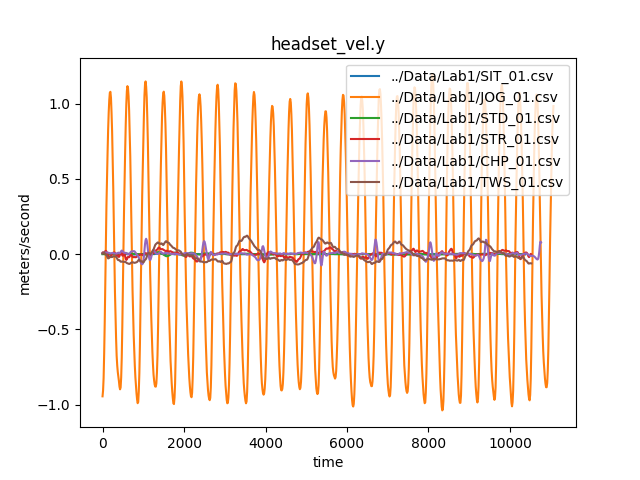 headset_vel.y
../Data/Lab1/SIT_01.csv
../Data/Lab1/JOG_01.csv
../Data/Lab1/STD_01.csv
../Data/Lab1/STR_01.csv
../Data/Lab1/CHP_01.csv
../Data/Lab1/TWS_01.csv
1.0
0.5
0.0
−0.5
−1.0
meters/second
0 2000 4000 6000 8000 10000
time